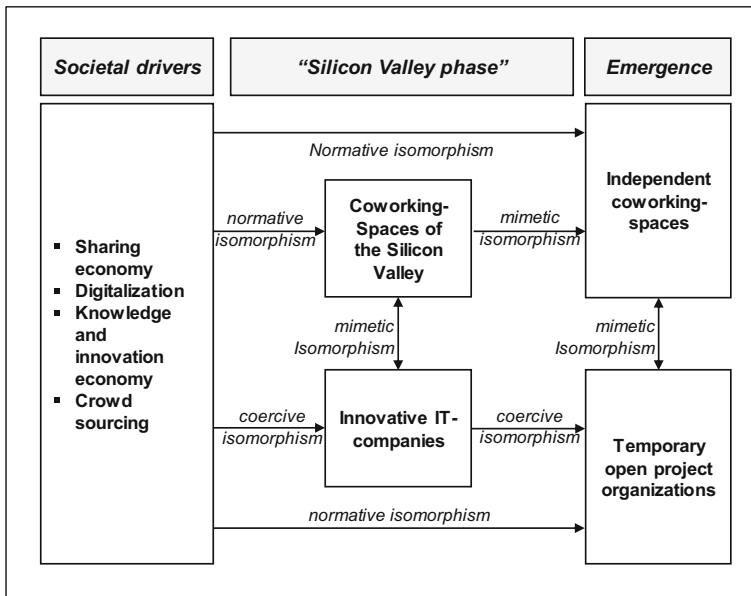 Societal drivers
“Silicon Valley phase”
Emergence
Normative isomorphism
Independent
coworking-
spaces
normative
isomorphism
Coworking-
Spaces of
the Silicon
Valley
mimetic
isomorphism
▪ Sharing
economy
▪ Digitalization
▪ Knowledge
and
innovation
economy
▪ Crowd
sourcing
mimetic
Isomorphism
mimetic
Isomorphism
coercive
isomorphism
Innovative IT-
companies
coercive
isomorphism
Temporary
open project
organizations
normative isomorphism